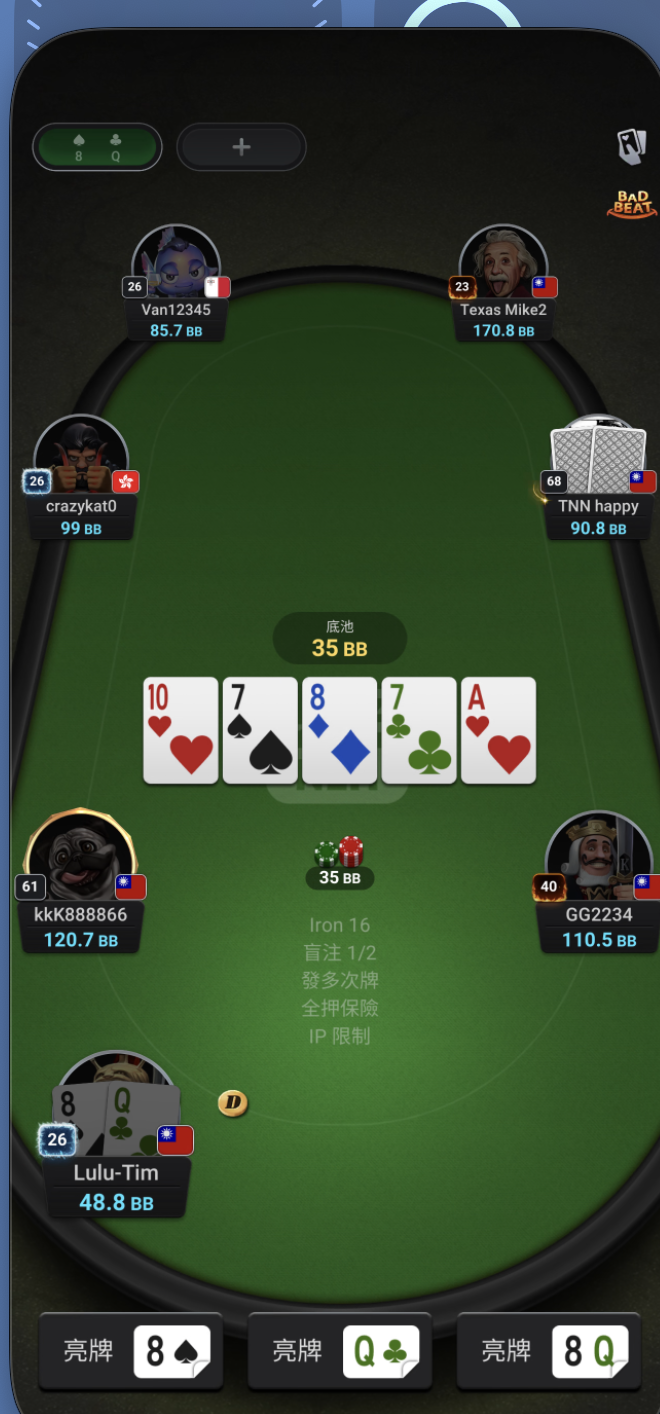 8 Q
+
BAD
BEAT
26
Van12345
85.7 BB
23
Texas Mike2
170.8 BB
26
crazykat0
99 BB
68
TNN happy
90.8 BB
底池
35 BB
10 7 8 7 A
35 BB
61
kkK888866
120.7 BB
40
K
GG2234
110.5 BB
Iron 16
盲注 1/2
發多次牌
全押保險
IP 限制
8 Q
D
26
Lulu-Tim
48.8 BB
亮牌 8
亮牌 Q
亮牌 8 Q